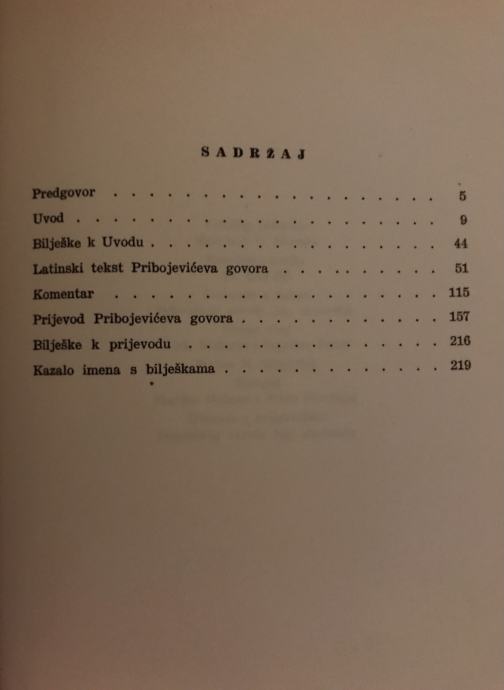 SADRŽAJ
Predgovor . . . . . . . . . . . . . . . . . . 5
Uvod . . . . . . . . . . . . . . . . . . . . 9
Bilješke k Uvodu . . . . . . . . . . . . . . . . 44
Latinski tekst Pribojevićeva govora . . . . . . . . . 51
Komentar . . . . . . . . . . . . . . . . . . 115
Prijevod Pribojevićeva govora . . . . . . . . . . . 157
Bilješke k prijevodu . . . . . . . . . . . . . . 216
Kazalo imena s bilješkama . . . . . . . . . . . . 219